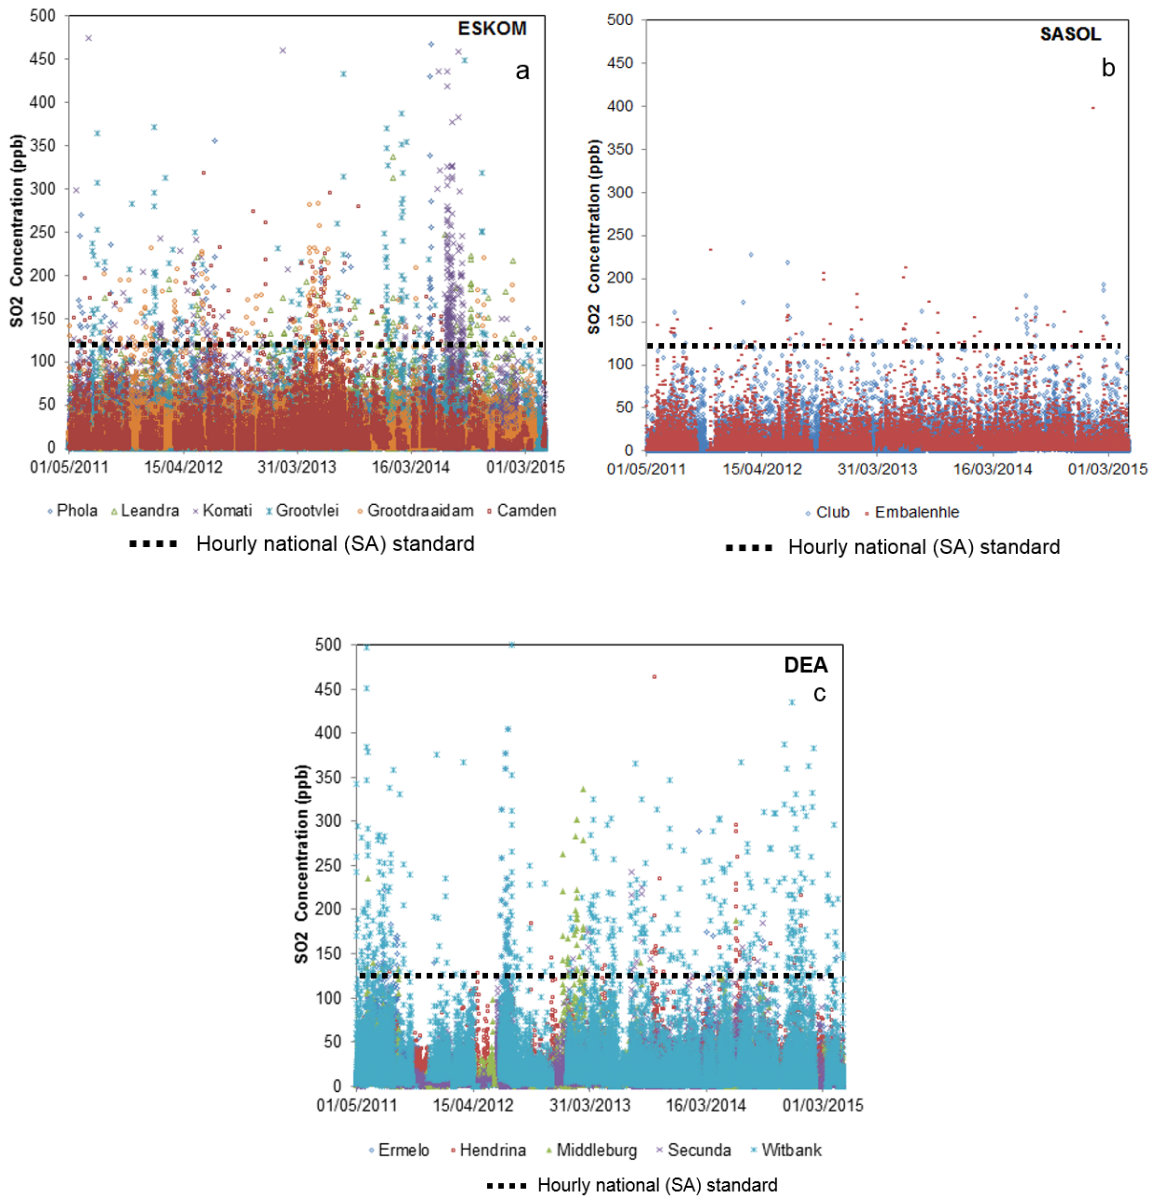 ESKOM
a
SO2 Concentration (ppb)
500
450
400
350
300
250
200
150
100
50
0
01/05/2011 15/04/2012 31/03/2013 16/03/2014 01/03/2015
Phola Leandra Komati Grootvlei Grootdraaidam Camden
Hourly national (SA) standard
SASOL
b
SO2 Concentration (ppb)
500
450
400
350
300
250
200
150
100
50
0
01/05/2011 15/04/2012 31/03/2013 16/03/2014 01/03/2015
Club Embalenhle
Hourly national (SA) standard
DEA
c
SO2 Concentration (ppb)
500
450
400
350
300
250
200
150
100
50
0
01/05/2011 15/04/2012 31/03/2013 16/03/2014 01/03/2015
Ermelo Hendrina Middleburg Secunda Witbank
Hourly national (SA) standard